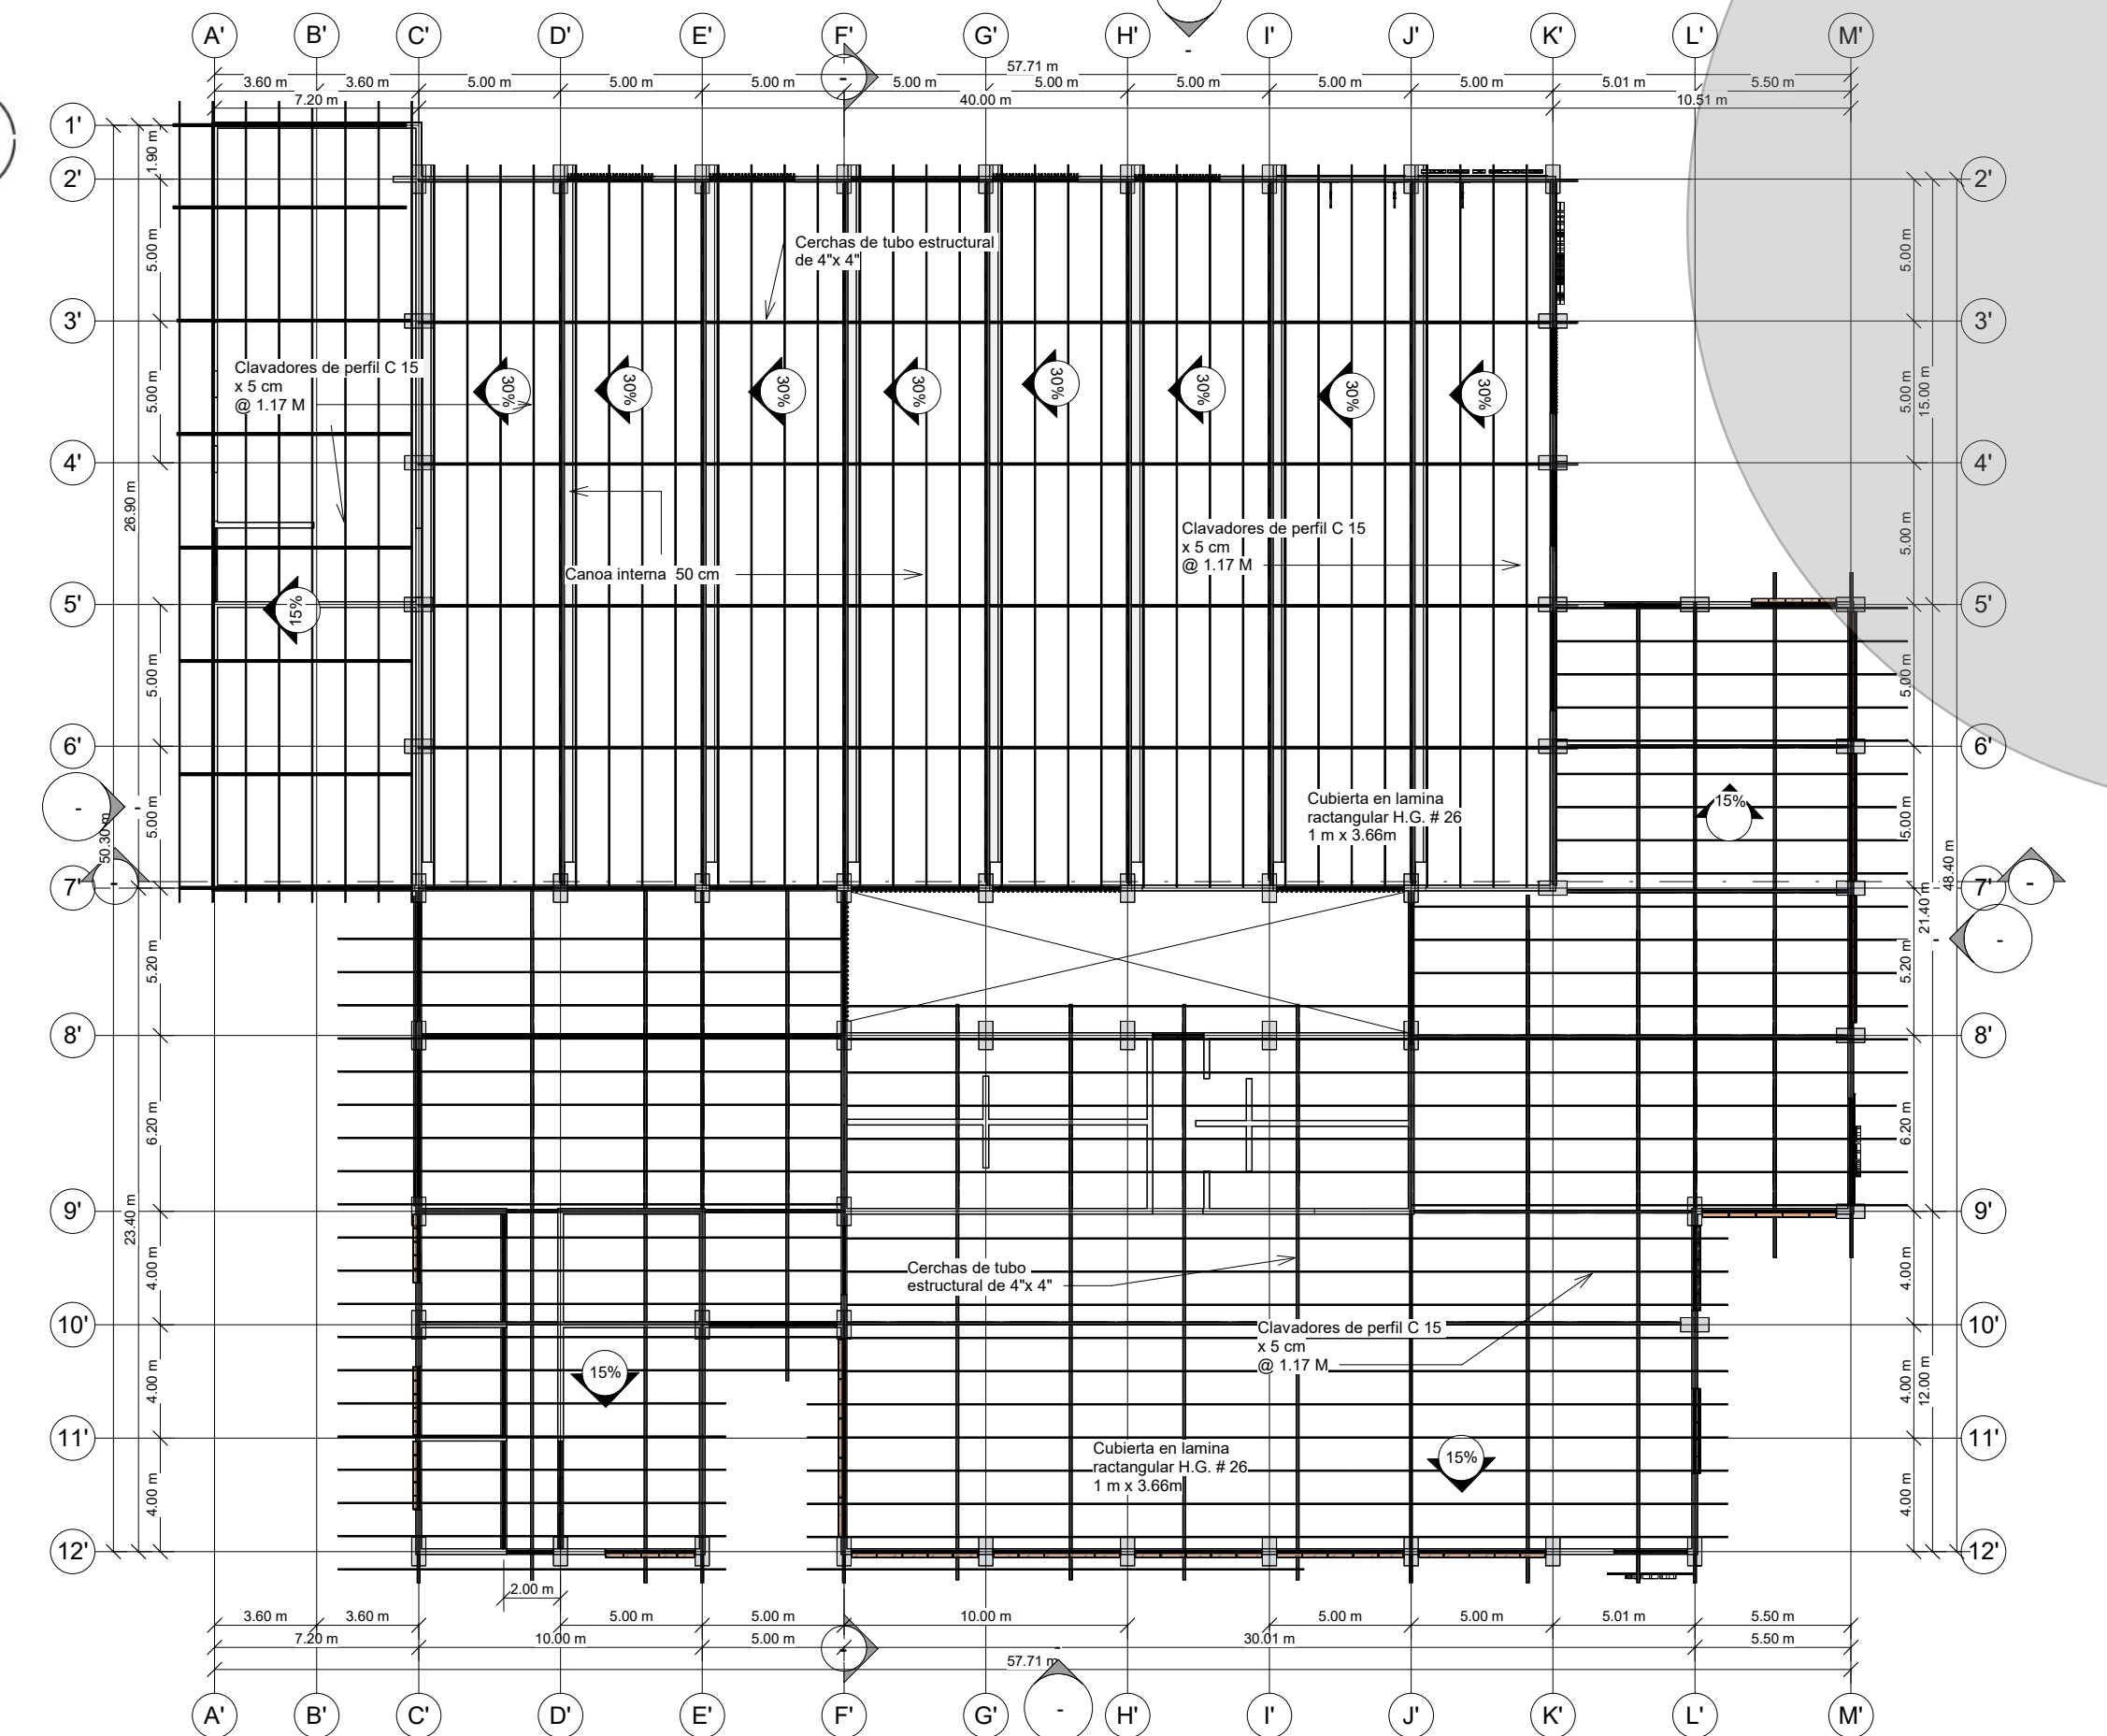 A' B' C' D' E' F' G' H' I' J' K' L' M'
-
57.71 m
3.60 m 3.60 m 5.00 m 5.00 m 5.00 m - 5.00 m 5.00 m 5.00 m 5.00 m 5.00 m 5.01 m 5.50 m
7.20 m 40.00 m 10.51 m
1'
1.90 m
2' 2'
5.00 m 5.00 m
Cerchas de tubo estructural
de 4"x 4"
3' 3'
Clavadores de perfil C 15
x 5 cm
@ 1.17 M
30% 30% 30% 30% 30% 30% 30% 30%
5.00 m 5.00 m 15.00 m
4' 4'
26.90 m
Clavadores de perfil C 15
x 5 cm
@ 1.17 M
5.00 m
Canoa interna 50 cm
15%
5' 5'
5.00 m 5.00 m
6' 6'
Cubierta en lamina
ractangular H.G. # 26
1 m x 3.66m
15%
- -
50.30 m 5.00 m 5.00 m 48.40 m
7' - 7' -
21.40 m
- -
5.20 m 5.20 m
8' 8'
6.20 m 6.20 m
9' 9'
23.40 m
4.00 m 4.00 m
Cerchas de tubo
estructural de 4"x 4"
10' 10'
Clavadores de perfil C 15
x 5 cm
@ 1.17 M
15%
4.00 m 4.00 m 12.00 m
11' 11'
Cubierta en lamina
ractangular H.G. # 26
1 m x 3.66m
15%
4.00 m 4.00 m
12' 12'
2.00 m
3.60 m 3.60 m 5.00 m 5.00 m 10.00 m 5.00 m 5.00 m 5.01 m 5.50 m
7.20 m 10.00 m 5.00 m - - 30.01 m 5.50 m
57.71 m
A' B' C' D' E' F' G' - H' I' J' K' L' M'